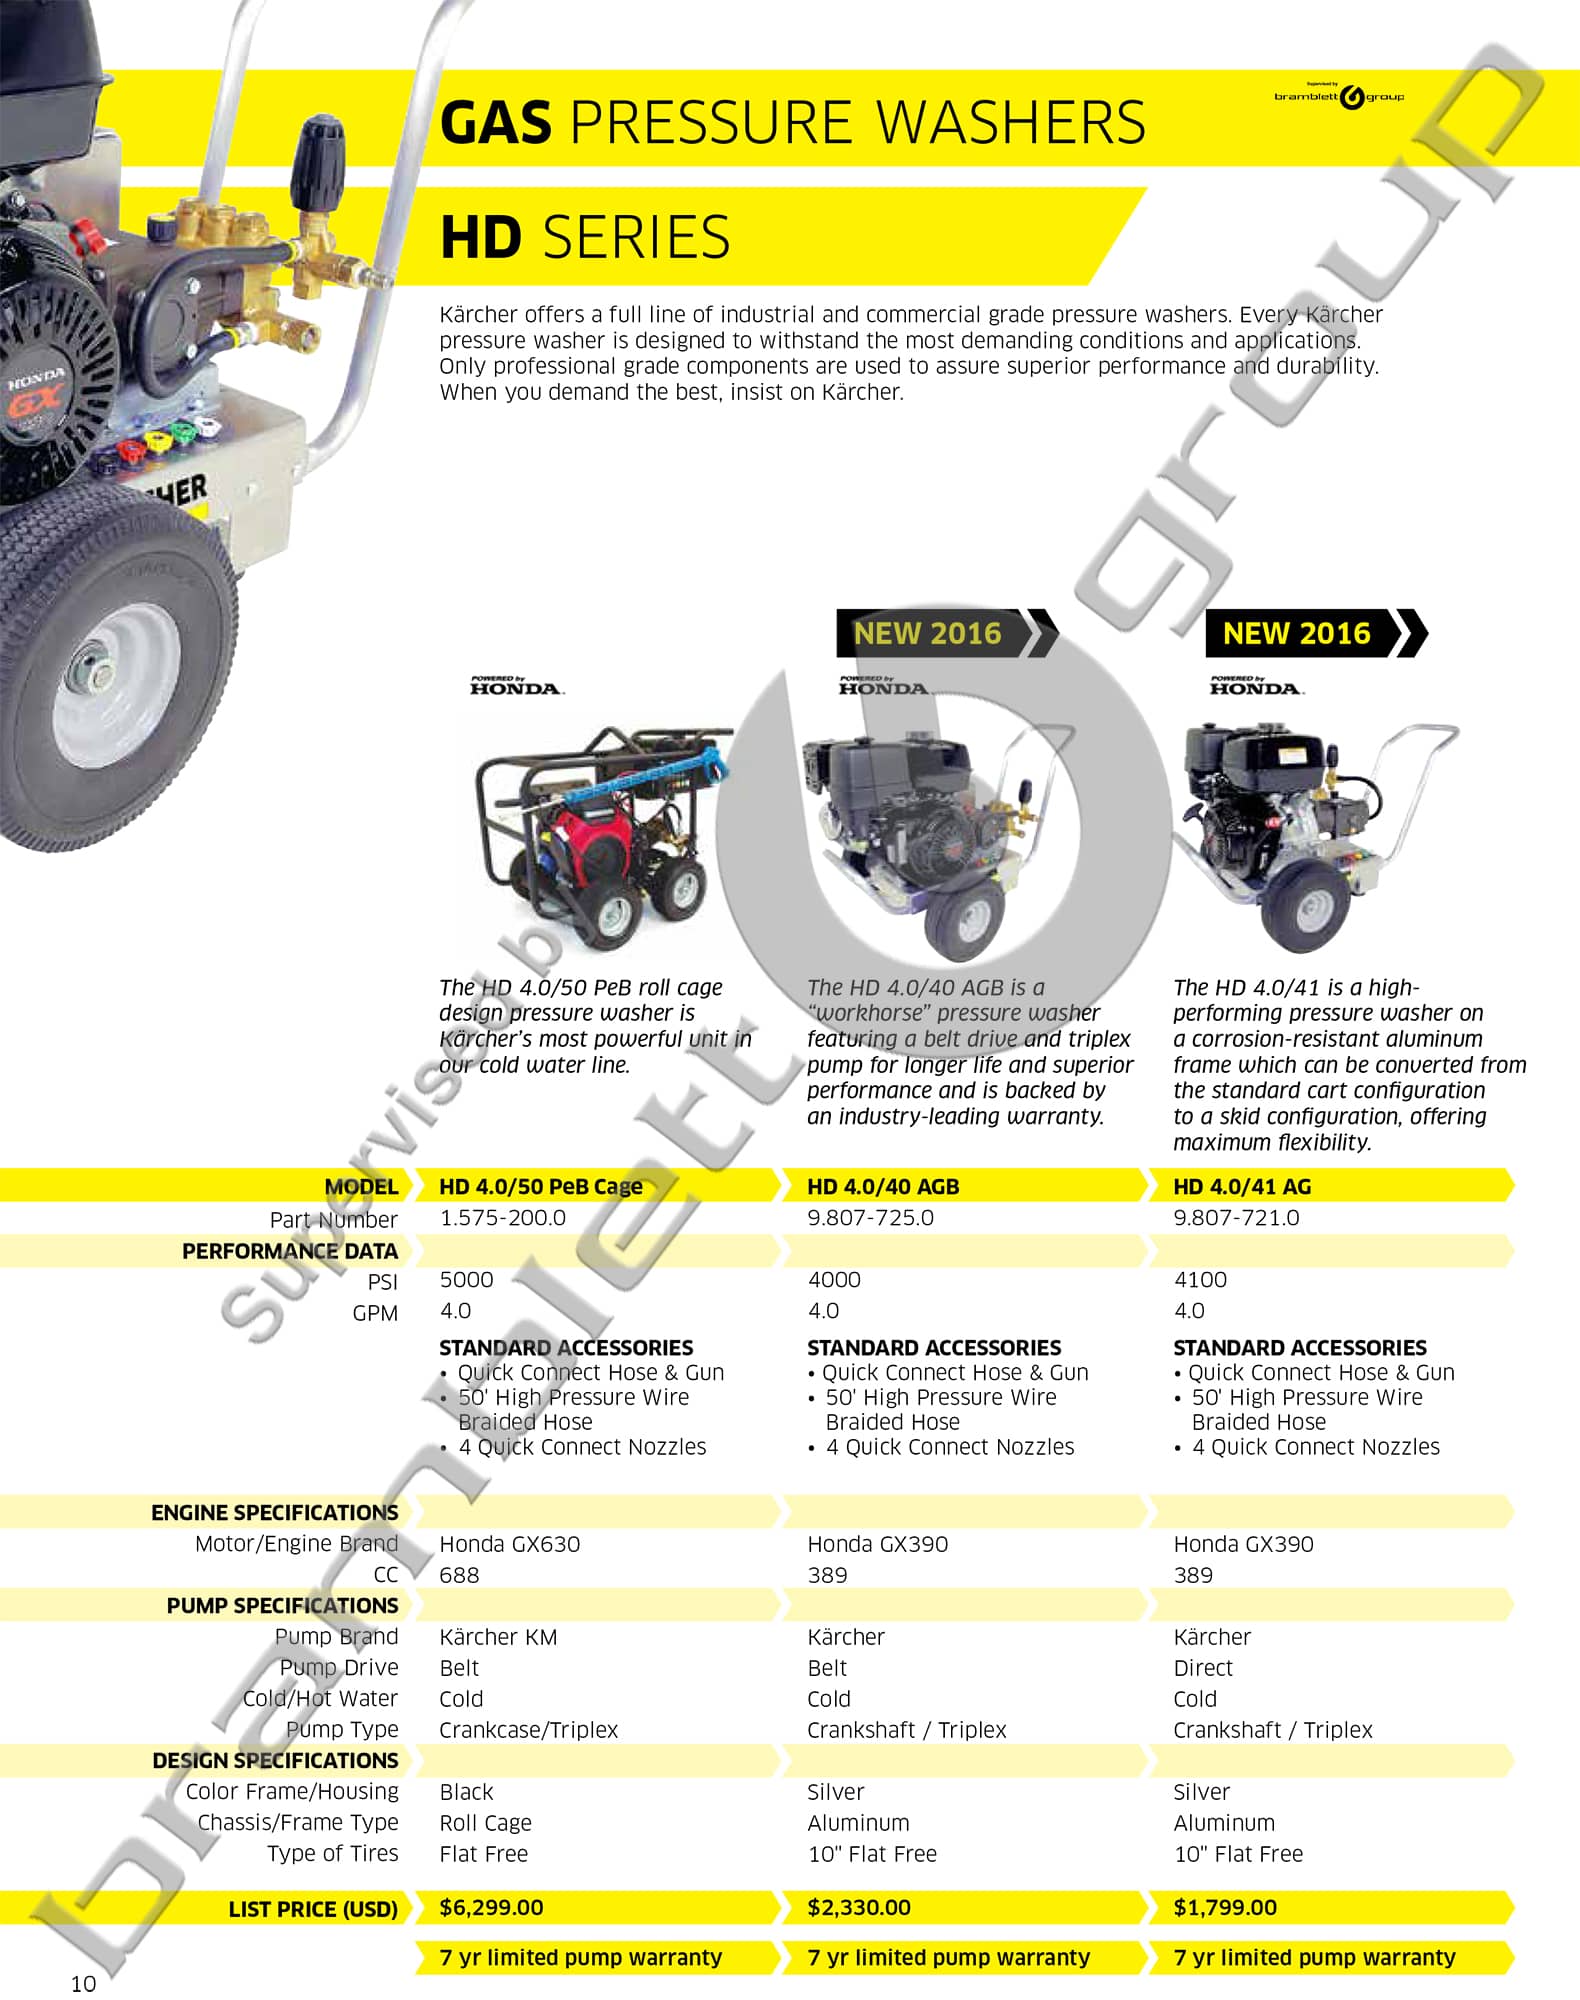 Supervised by
bramblett group
GAS PRESSURE WASHERS
HD SERIES
Kärcher offers a full line of industrial and commercial grade pressure washers. Every Kärcher
pressure washer is designed to withstand the most demanding conditions and applications.
Only professional grade components are used to assure superior performance and durability.
When you demand the best, insist on Kärcher.
HONDA
GX
HER
NEW 2016
NEW 2016
POWERED by
HONDA
POWERED by
HONDA
POWERED by
HONDA
The HD 4.0/50 PeB roll cage
design pressure washer is
Kärcher's most powerful unit in
our cold water line.
The HD 4.0/40 AGB is a
“workhorse” pressure washer
featuring a belt drive and triplex
pump for longer life and superior
performance and is backed by
an industry-leading warranty.
The HD 4.0/41 is a high-
performing pressure washer on
a corrosion-resistant aluminum
frame which can be converted from
the standard cart configuration
to a skid configuration, offering
maximum flexibility.
MODEL HD 4.0/50 PeB Cage HD 4.0/40 AGB HD 4.0/41 AG
Part Number 1.575-200.0 9.807-725.0 9.807-721.0
PERFORMANCE DATA
PSI 5000 4000 4100
GPM 4.0 4.0 4.0
STANDARD ACCESSORIES STANDARD ACCESSORIES STANDARD ACCESSORIES
• Quick Connect Hose & Gun • Quick Connect Hose & Gun • Quick Connect Hose & Gun
• 50' High Pressure Wire • 50' High Pressure Wire • 50' High Pressure Wire
Braided Hose Braided Hose Braided Hose
• 4 Quick Connect Nozzles • 4 Quick Connect Nozzles • 4 Quick Connect Nozzles
ENGINE SPECIFICATIONS
Motor/Engine Brand Honda GX630 Honda GX390 Honda GX390
CC 688 389 389
PUMP SPECIFICATIONS
Pump Brand Kärcher KM Kärcher Kärcher
Pump Drive Belt Belt Direct
Cold/Hot Water Cold Cold Cold
Pump Type Crankcase/Triplex Crankshaft / Triplex Crankshaft / Triplex
DESIGN SPECIFICATIONS
Color Frame/Housing Black Silver Silver
Chassis/Frame Type Roll Cage Aluminum Aluminum
Type of Tires Flat Free 10" Flat Free 10" Flat Free
LIST PRICE (USD) $6,299.00 $2,330.00 $1,799.00
7 yr limited pump warranty 7 yr limited pump warranty 7 yr limited pump warranty
10
Supervised by
bramblett group